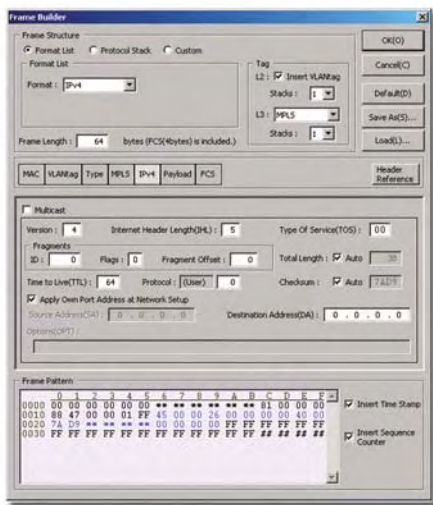 Frame Builder
Frame Structure
Format List Protocol Stack Custom
Format List
Format : IPv4
Tag
L2 : Insert VLANtag
Stacks : 1
L3 : MPLS
Stacks : 1
Frame Length : 64 bytes (FCS(4bytes) is included.)
OK(O)
Cancel(C)
Default(D)
Save As(S)...
Load(L)...
MAC VLANtag Type MPLS IPv4 Payload FCS
Header Reference
Multicast
Version : 4 Internet Header Length(IHL) : 5 Type Of Service(TOS) : 00
Fragments
ID : 0 Flags : 0 Fragment Offset : 0 Total Length : Auto 38
Time to Live(TTL) : 64 Protocol : (User) 0 Checksum : Auto 7AD9
Apply Own Port Address at Network Setup
Source Address(SA) : 0 . 0 . 0 . 0 Destination Address(DA) : 0 . 0 . 0 . 0
Options(OPT) :
Frame Pattern
0 1 2 3 4 5 6 7 8 9 A B C D E F
0000 00 00 00 00 00 00 ** ** ** ** ** ** 81 00 00 00
0010 88 47 00 00 01 FF 45 00 00 26 00 00 00 00 40 00
0020 7A D9 ** ** ** ** 00 00 00 00 FF FF FF FF FF FF
0030 FF FF FF FF FF FF FF FF FF FF FF FF ## ## ## ##
Insert Time Stamp
Insert Sequence Counter